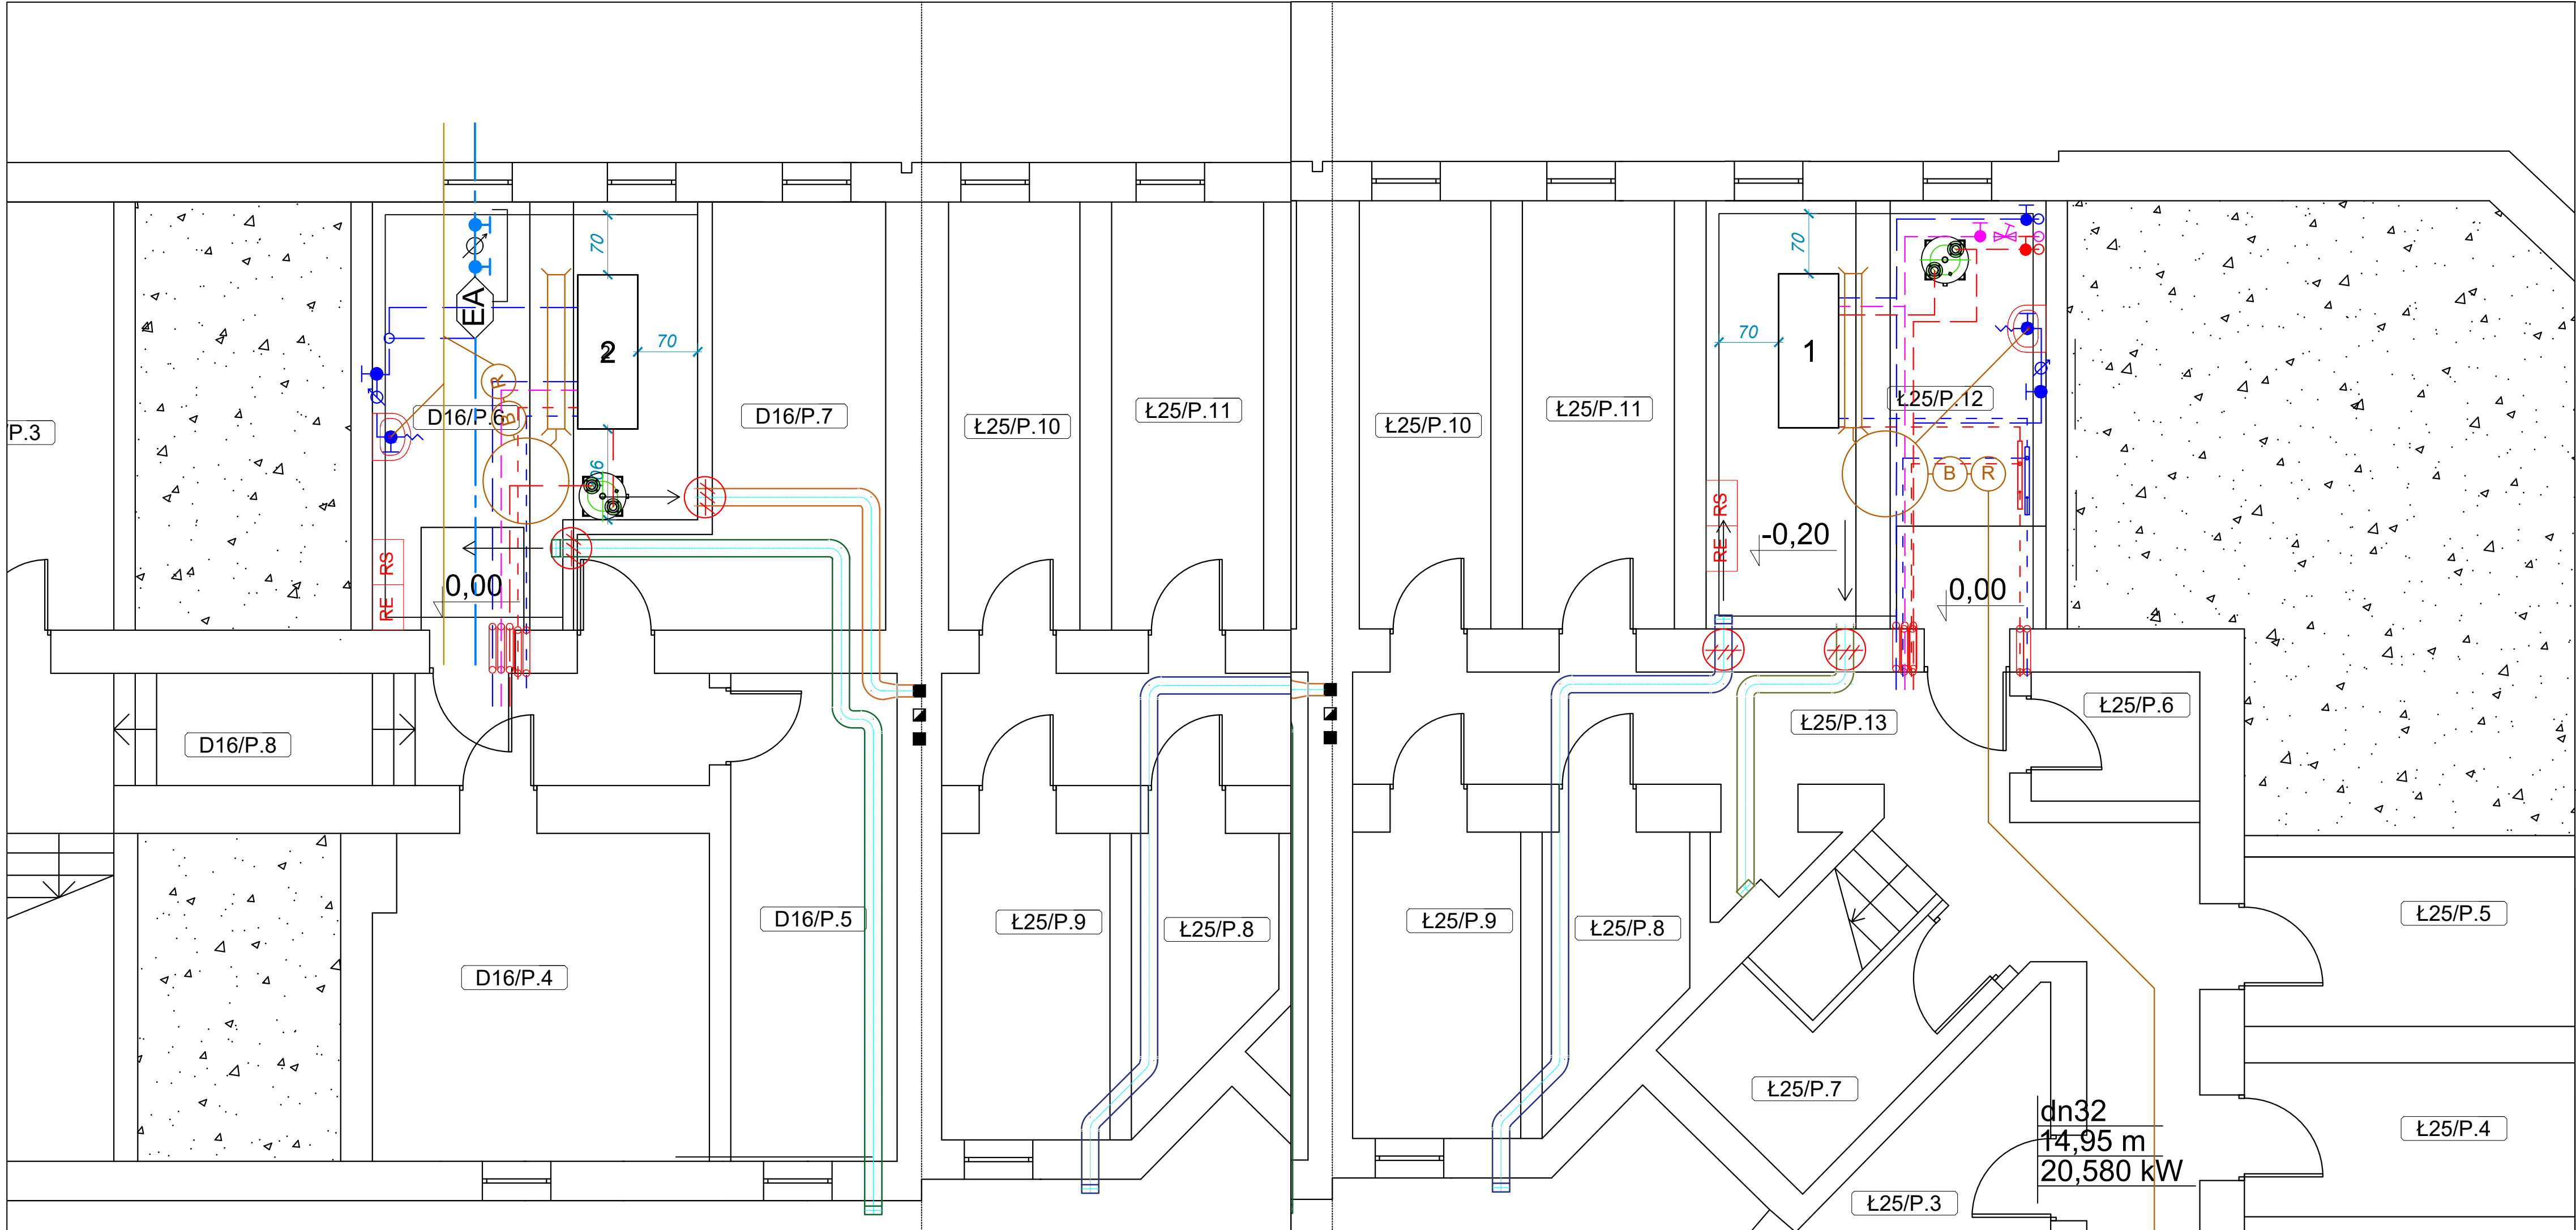 70
70
EA
2
70
1
70
R
B
D16/P.6
D16/P.7
Ł25/P.10
Ł25/P.11
Ł25/P.10
Ł25/P.11
Ł25/P.12
P.3
B
R
RS
RE
-0,20
RS
RE
0,00
0,00
D16/P.8
Ł25/P.13
Ł25/P.6
D16/P.5
Ł25/P.9
Ł25/P.8
Ł25/P.9
Ł25/P.8
Ł25/P.5
D16/P.4
Ł25/P.7
dn32
14,95 m
20,580 kW
Ł25/P.4
Ł25/P.3